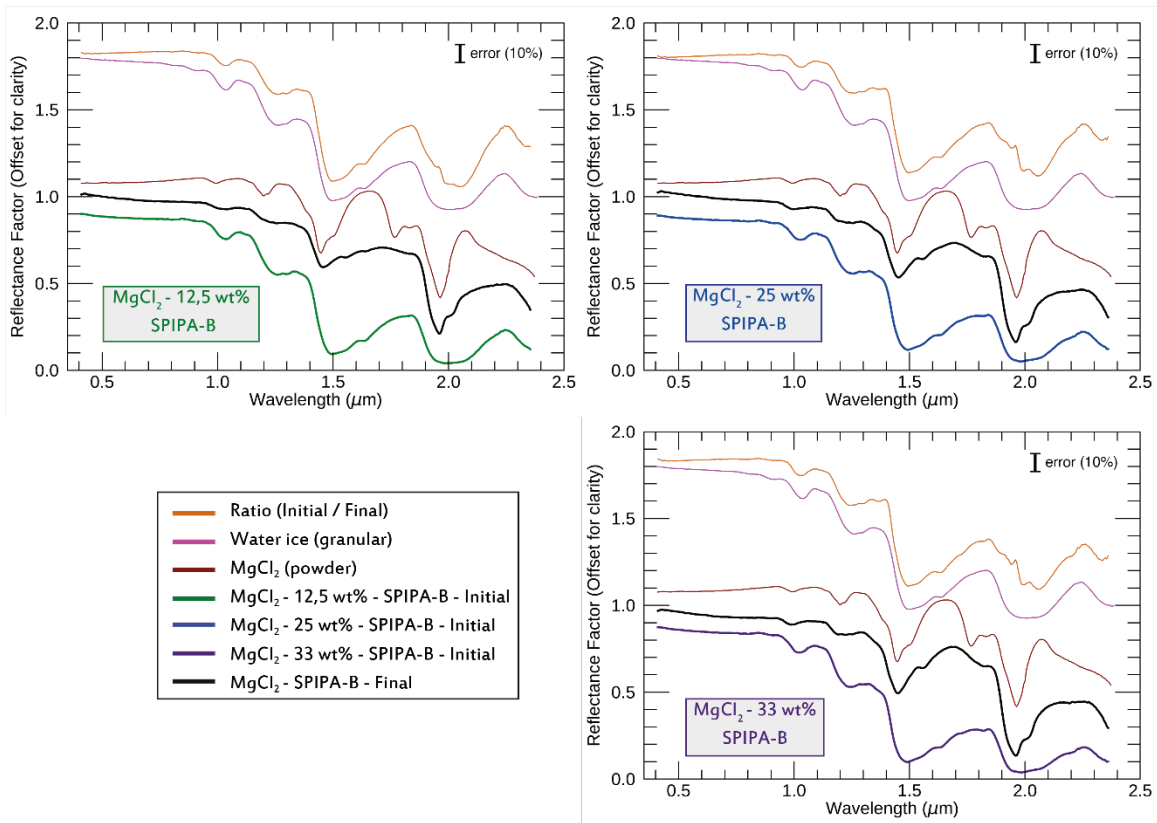 Reflectance Factor (Offset for clarity)
2.0
1.5
1.0
0.5
0.0
error (10%)
MgCl₂ - 12,5 wt%
SPIPA-B
0.5 1.0 1.5 2.0 2.5
Wavelength (μm)
Reflectance Factor (Offset for clarity)
2.0
1.5
1.0
0.5
0.0
error (10%)
MgCl₂ - 25 wt%
SPIPA-B
0.5 1.0 1.5 2.0 2.5
Wavelength (μm)
Ratio (Initial / Final)
Water ice (granular)
MgCl₂ (powder)
MgCl₂ - 12,5 wt% - SPIPA-B - Initial
MgCl₂ - 25 wt% - SPIPA-B - Initial
MgCl₂ - 33 wt% - SPIPA-B - Initial
MgCl₂ - SPIPA-B - Final
Reflectance Factor (Offset for clarity)
2.0
1.5
1.0
0.5
0.0
error (10%)
MgCl₂ - 33 wt%
SPIPA-B
0.5 1.0 1.5 2.0 2.5
Wavelength (μm)